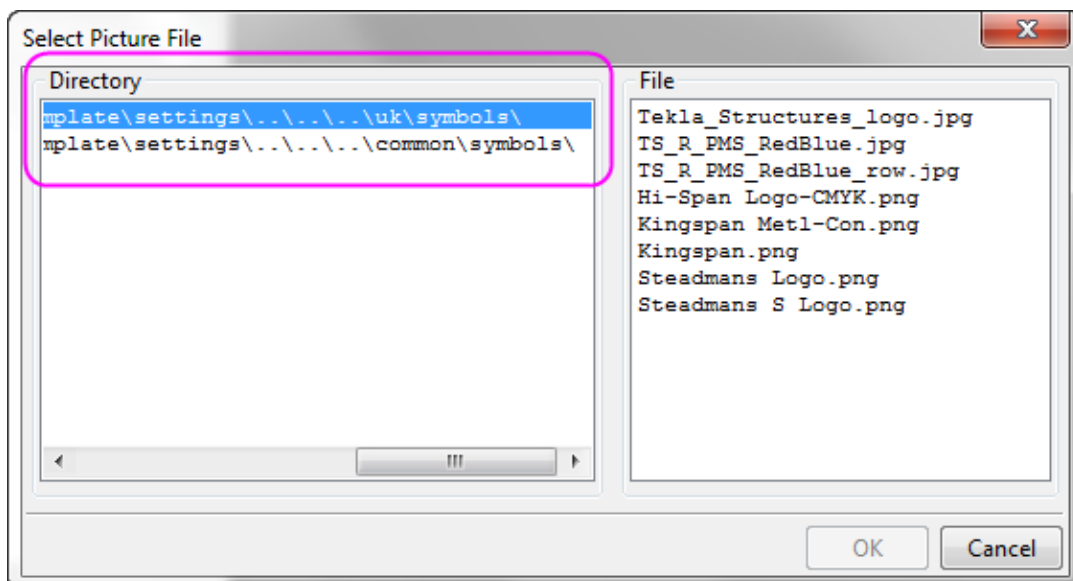 Select Picture File
X
Directory
mplate\settings\..\..\..\uk\symbols\
mplate\settings\..\..\..\common\symbols\
File
Tekla_Structures_logo.jpg
TS_R_PMS_RedBlue.jpg
TS_R_PMS_RedBlue_row.jpg
Hi-Span Logo-CMYK.png
Kingspan Metl-Con.png
Kingspan.png
Steadmans Logo.png
Steadmans S Logo.png
OK
Cancel